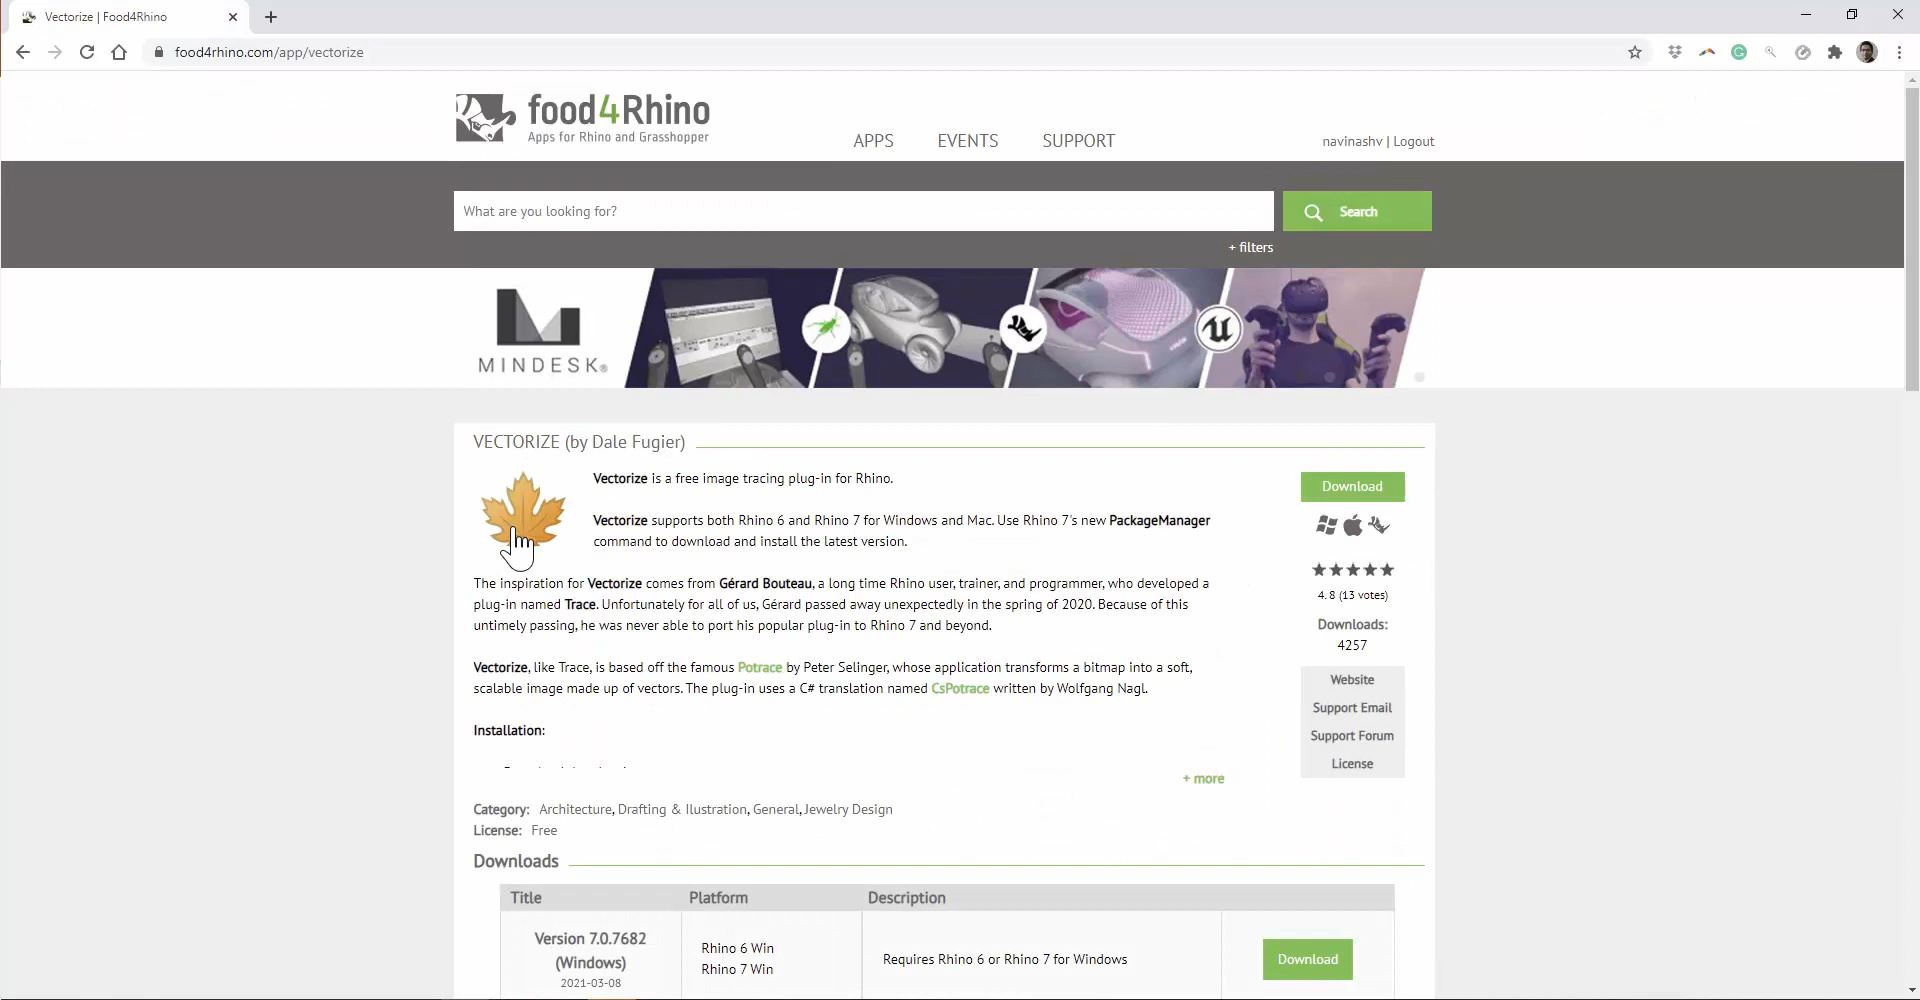 Vectorize | Food4Rhino
food4rhino.com/app/vectorize
food4Rhino
Apps for Rhino and Grasshopper
APPS EVENTS SUPPORT
navinashv | Logout
What are you looking for?
Search
+ filters
MINDESK®
VECTORIZE (by Dale Fugier)
Vectorize is a free image tracing plug-in for Rhino.
Download
Vectorize supports both Rhino 6 and Rhino 7 for Windows and Mac. Use Rhino 7's new PackageManager
command to download and install the latest version.
The inspiration for Vectorize comes from Gérard Bouteau, a long time Rhino user, trainer, and programmer, who developed a
plug-in named Trace. Unfortunately for all of us, Gérard passed away unexpectedly in the spring of 2020. Because of this
untimely passing, he was never able to port his popular plug-in to Rhino 7 and beyond.
4.8 (13 votes)
Downloads:
4257
Vectorize, like Trace, is based off the famous Potrace by Peter Selinger, whose application transforms a bitmap into a soft,
scalable image made up of vectors. The plug-in uses a C# translation named CsPotrace written by Wolfgang Nagl.
Website
Support Email
Support Forum
License
Installation:
+ more
Category: Architecture, Drafting & Ilustration, General, Jewelry Design
License: Free
Downloads
Title Platform Description
Version 7.0.7682
(Windows)
2021-03-08
Rhino 6 Win
Rhino 7 Win
Requires Rhino 6 or Rhino 7 for Windows
Download